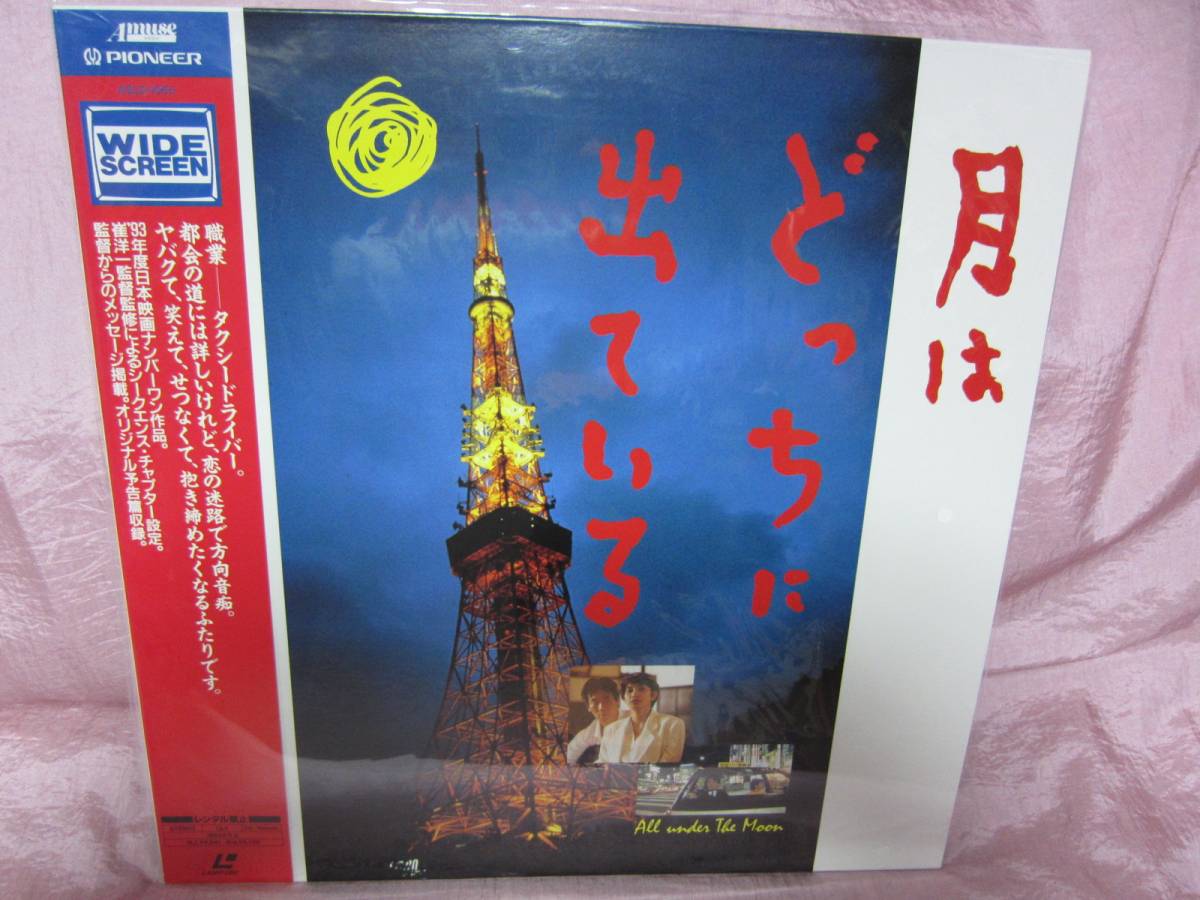 Amuse
PIONEER
WIDE
SCREEN
職業――タクシードライバー。
都会の道には詳しいけれど、恋の迷路で方向音痴。
ヤバクて、笑えて、せつなくて、抱き締めたくなるふたりです。
'93年度日本映画ナンバーワン作品。
崔洋一監督監修によるシークエンス・チャプター設定。
監督からのメッセージ掲載。オリジナル予告篇収録。
レンタル禁止
月は
どっちに
出ている
All under The Moon